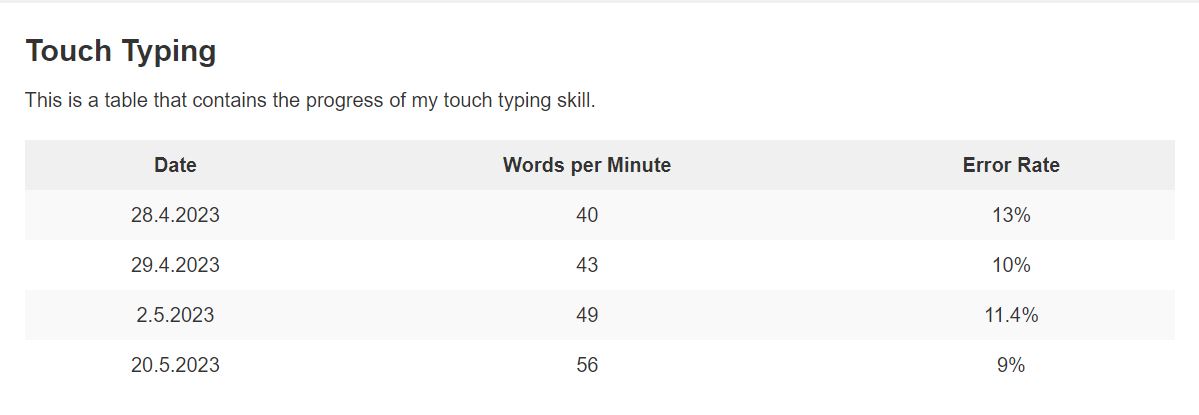 Touch Typing
This is a table that contains the progress of my touch typing skill.
Date Words per Minute Error Rate
28.4.2023 40 13%
29.4.2023 43 10%
2.5.2023 49 11.4%
20.5.2023 56 9%